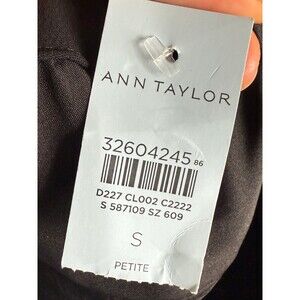 ANN TAYLOR
32604245 86
D227 CL002 C2222
S 587109 SZ 609
S
PETITE